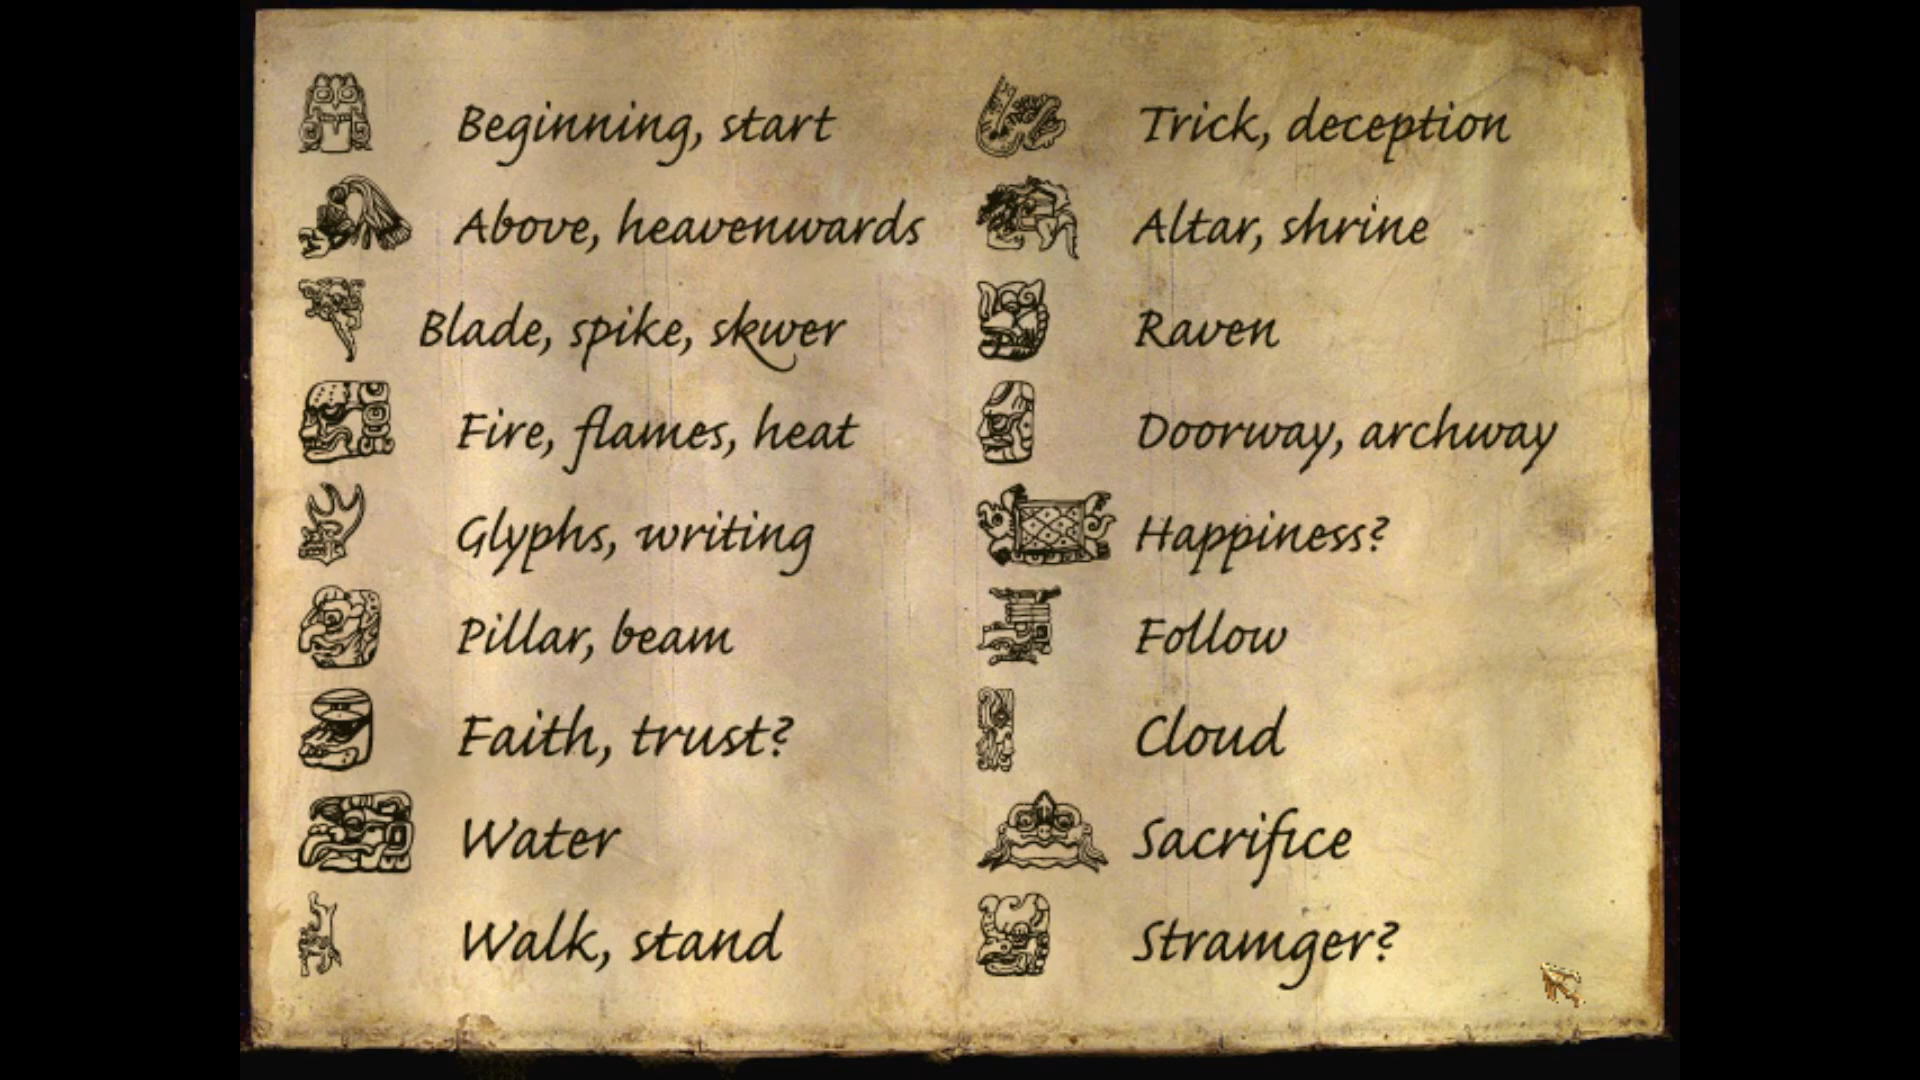 Beginning, start
Above, heavenwards
Blade, spike, skwer
Fire, flames, heat
Glyphs, writing
Pillar, beam
Faith, trust?
Water
Walk, stand
Trick, deception
Altar, shrine
Raven
Doorway, archway
Happiness?
Follow
Cloud
Sacrifice
Stramger?